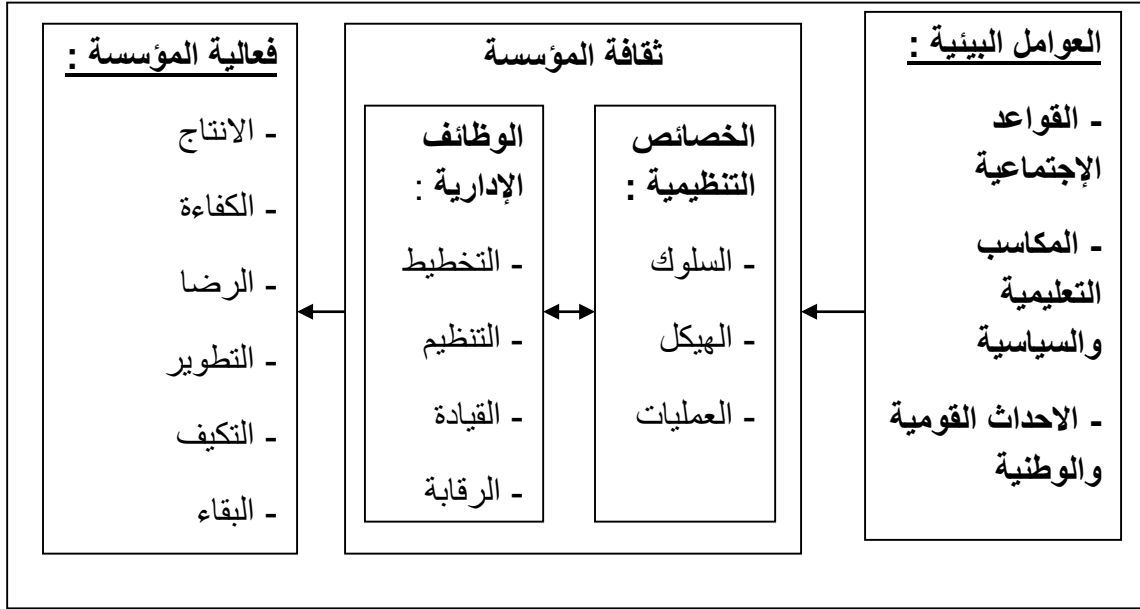 العوامل البيئية :
- القواعد
الإجتماعية
- المكاسب
التعليمية
والسياسية
- الاحداث القومية
والوطنية
ثقافة المؤسسة
الخصائص
التنظيمية :
- السلوك
- الهيكل
- العمليات
الوظائف
الإدارية :
- التخطيط
- التنظيم
- القيادة
- الرقابة
فعالية المؤسسة :
- الانتاج
- الكفاءة
- الرضا
- التطوير
- التكيف
- البقاء